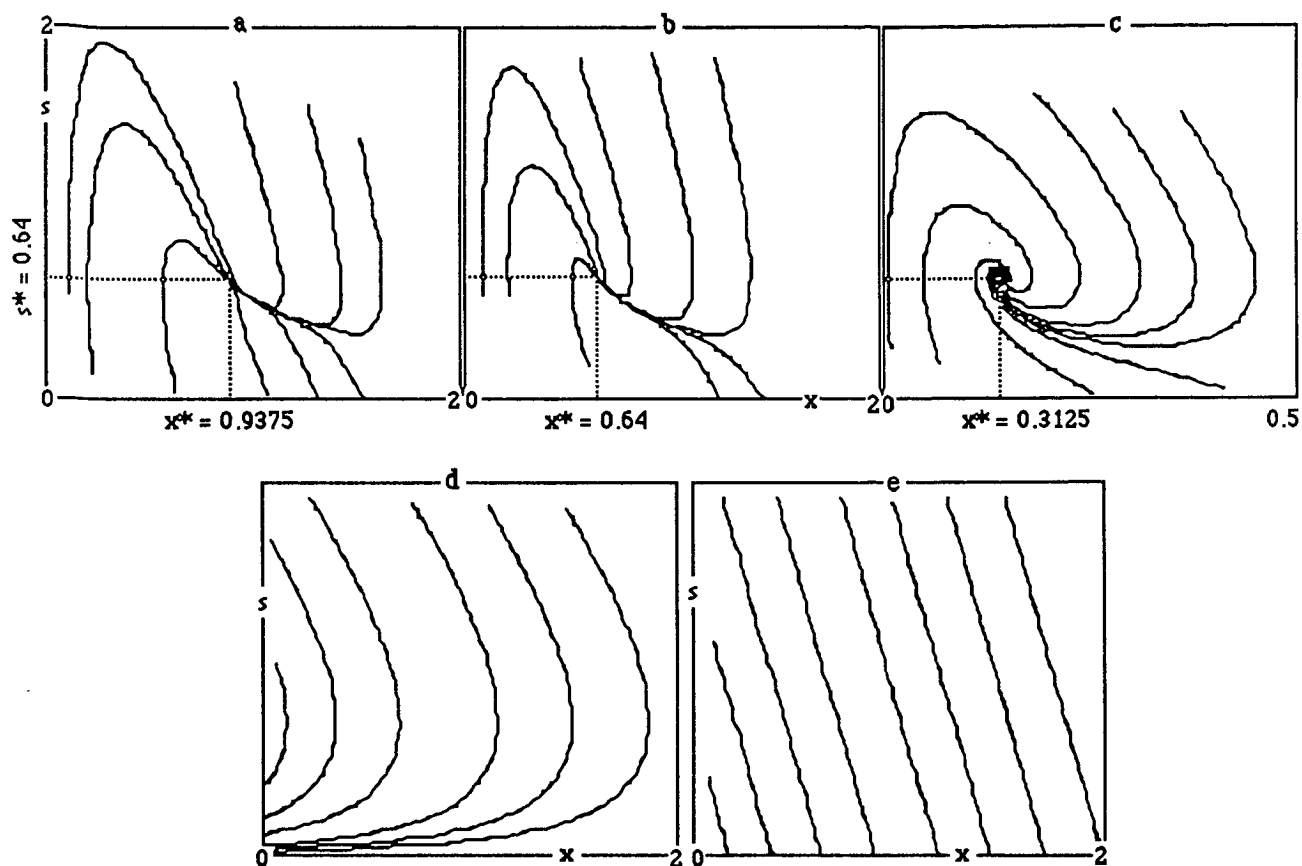 2 a b c
s
s* = 0.64
0 2 0 x 2 0 0.5
x* = 0.9375 x* = 0.64 x* = 0.3125
d e
s s
0 x 2 0 x 2